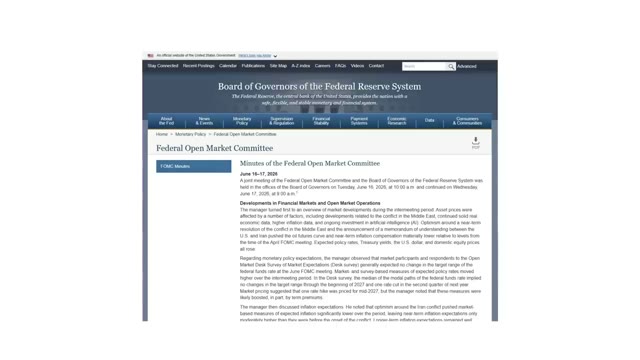 An official website of the United States Government
Stay Connected Recent Postings Calendar Publications Site Map A-Z index Careers FAQs Videos Contact Search Advanced
Board of Governors of the Federal Reserve System
The Federal Reserve, the central bank of the United States, provides the nation with a
safe, flexible, and stable monetary and financial system.
About the Fed News & Events Monetary Policy Supervision & Regulation Financial Stability Payment Systems Economic Research Data Consumers & Communities
Home > Monetary Policy > Federal Open Market Committee
Federal Open Market Committee
PDF
FOMC Minutes
Minutes of the Federal Open Market Committee
June 16–17, 2026
A joint meeting of the Federal Open Market Committee and the Board of Governors of the Federal Reserve System was
held in the offices of the Board of Governors on Tuesday, June 16, 2026, at 10:00 a.m. and continued on Wednesday,
June 17, 2026, at 9:00 a.m.
Developments in Financial Markets and Open Market Operations
The manager turned first to an overview of market developments during the intermeeting period. Asset prices were
affected by a number of factors, including developments related to the conflict in the Middle East, continued solid real
economic data, higher inflation data, and ongoing investment in artificial intelligence (AI). Optimism around a near-term
resolution of the conflict in the Middle East and the announcement of a memorandum of understanding between the
U.S. and Iran pushed the oil futures curve and near-term inflation compensation materially lower relative to levels from
the time of the April FOMC meeting. Expected policy rates, Treasury yields, the U.S. dollar, and domestic equity prices
all rose.
Regarding monetary policy expectations, the manager observed that market participants and respondents to the Open
Market Desk Survey of Market Expectations (Desk survey) generally expected no change in the target range of the
federal funds rate at the June FOMC meeting. Market- and survey-based measures of expected policy rates moved
higher over the intermeeting period. In the Desk survey, the median of the modal paths of the federal funds rate implied
no changes in the target range through the beginning of 2027 and one rate cut in the second quarter of next year.
Market pricing suggested that one rate hike was priced for mid-2027, but the manager noted that these measures were
likely boosted, in part, by term premiums.
The manager then discussed inflation expectations. He noted that optimism around the Iran conflict pushed market
based measures of expected inflation significantly lower over the period, leaving near-term inflation expectations only